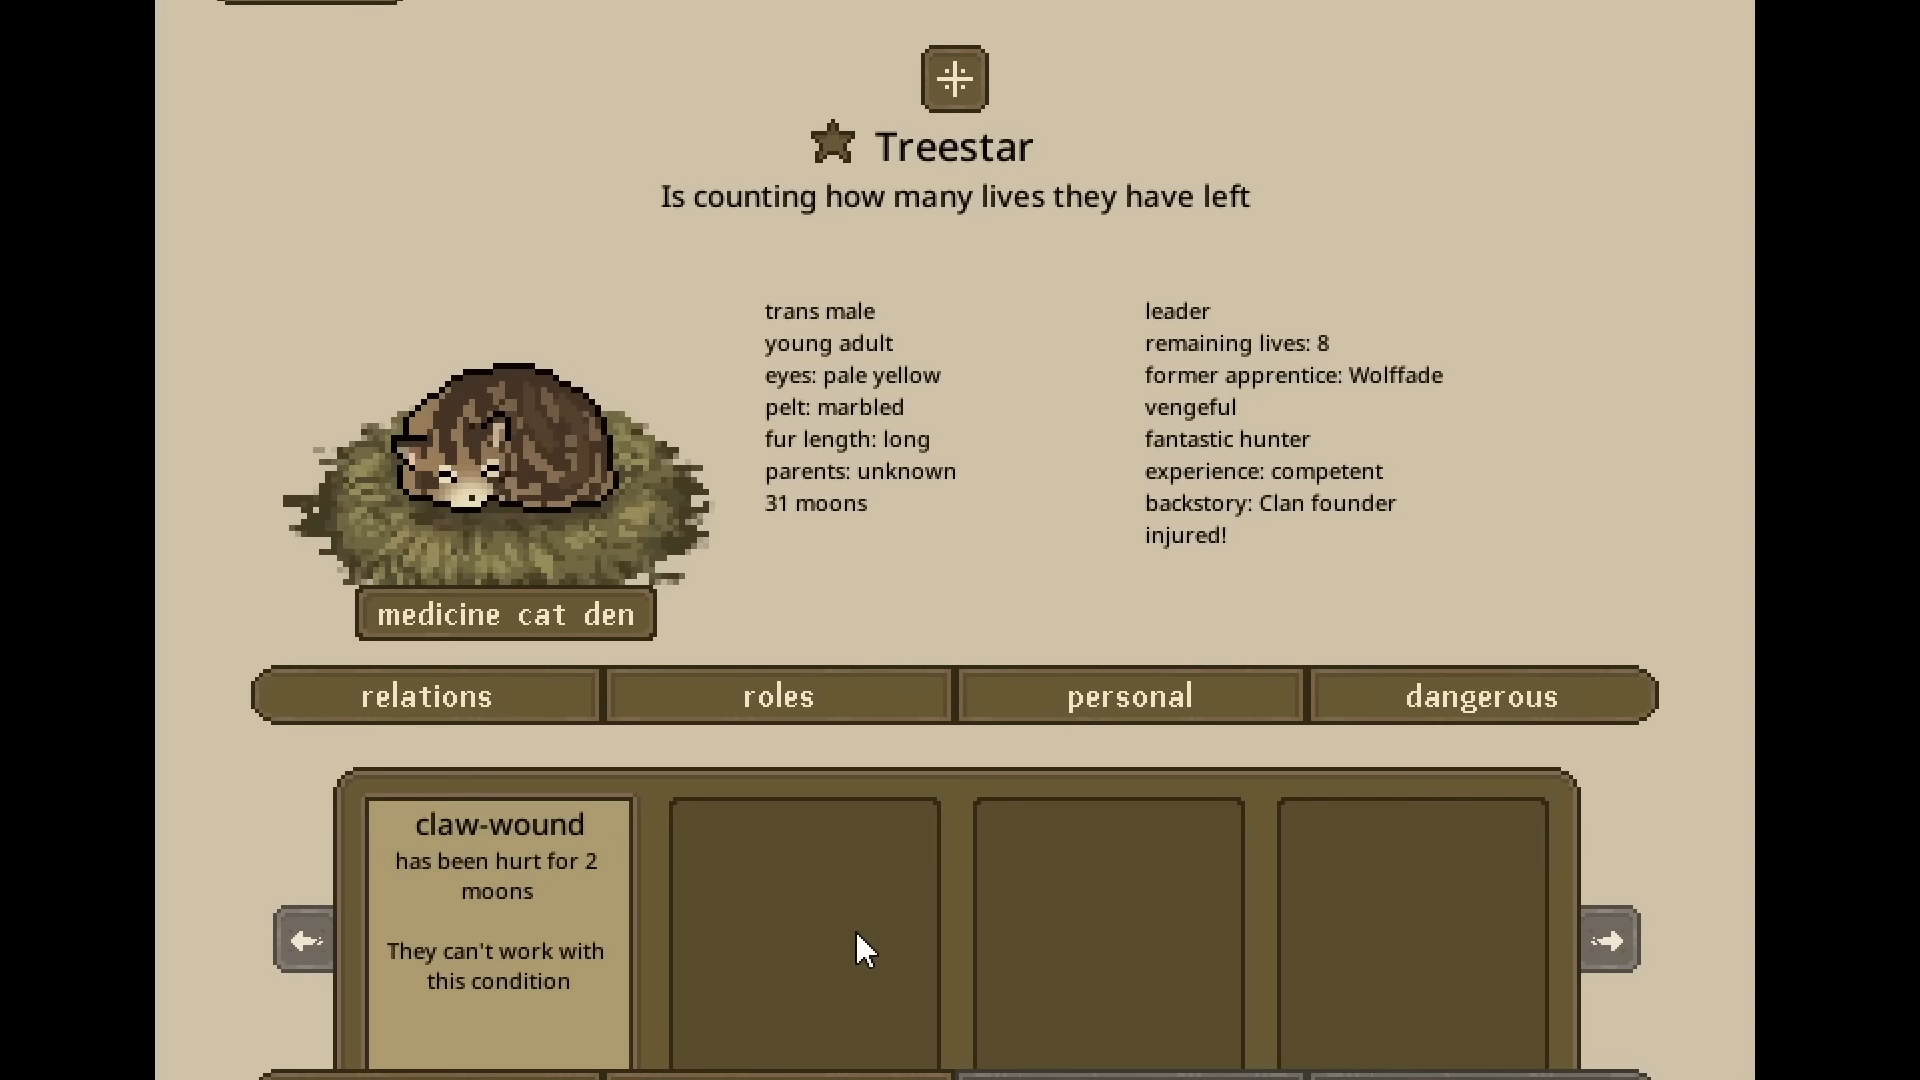 Treestar
Is counting how many lives they have left
trans male
young adult
eyes: pale yellow
pelt: marbled
fur length: long
parents: unknown
31 moons
leader
remaining lives: 8
former apprentice: Wolffade
vengeful
fantastic hunter
experience: competent
backstory: Clan founder
injured!
medicine cat den
relations
roles
personal
dangerous
claw-wound
has been hurt for 2
moons
They can't work with
this condition